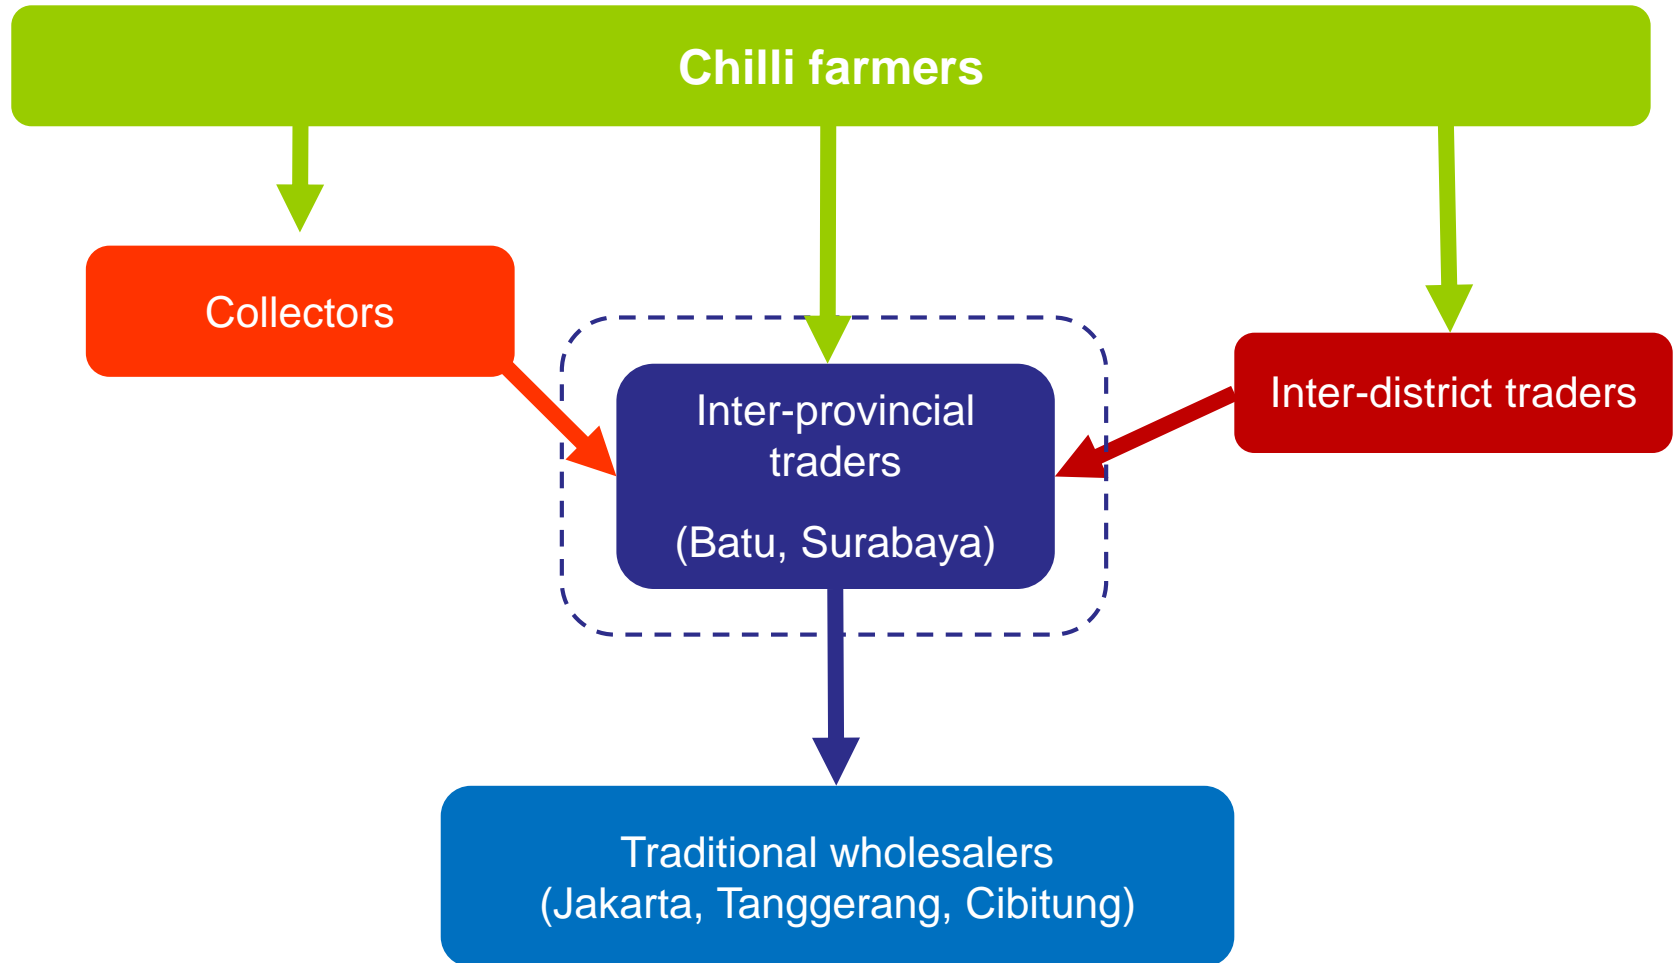 Chilli farmers
Collectors
Inter-provincial
traders
(Batu, Surabaya)
Inter-district traders
Traditional wholesalers
(Jakarta, Tanggerang, Cibitung)